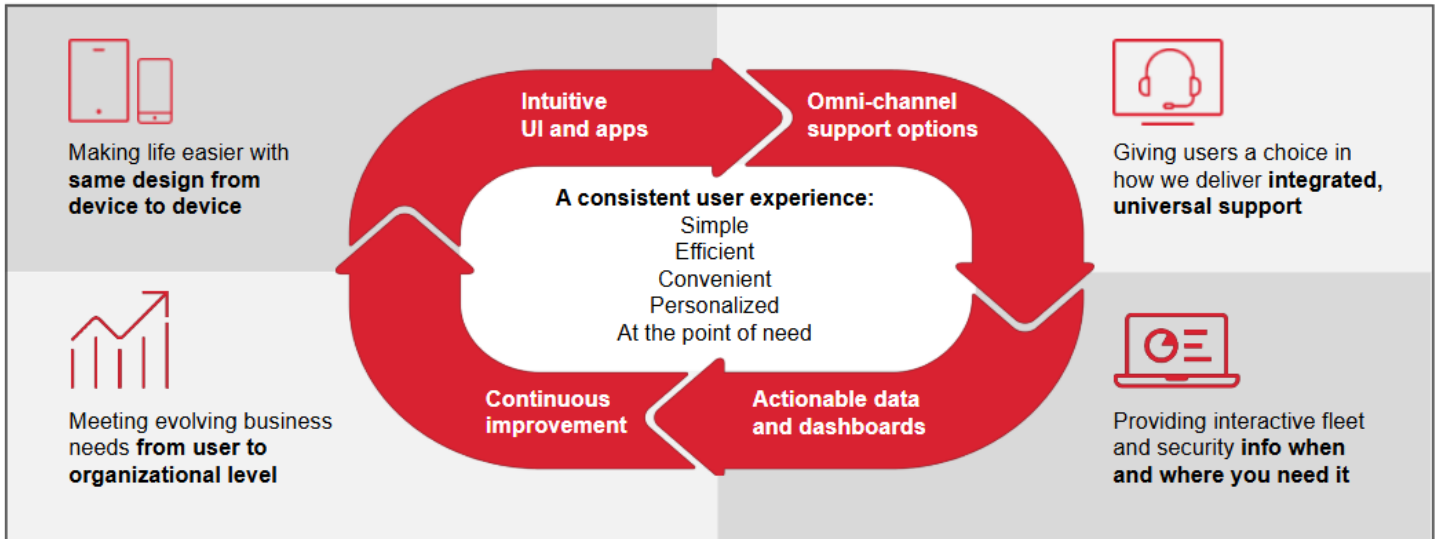 Intuitive
UI and apps
Omni-channel
support options
Making life easier with
same design from
device to device
Giving users a choice in
how we deliver integrated,
universal support
A consistent user experience:
Simple
Efficient
Convenient
Personalized
At the point of need
Continuous
improvement
Actionable data
and dashboards
Meeting evolving business
needs from user to
organizational level
Providing interactive fleet
and security info when
and where you need it